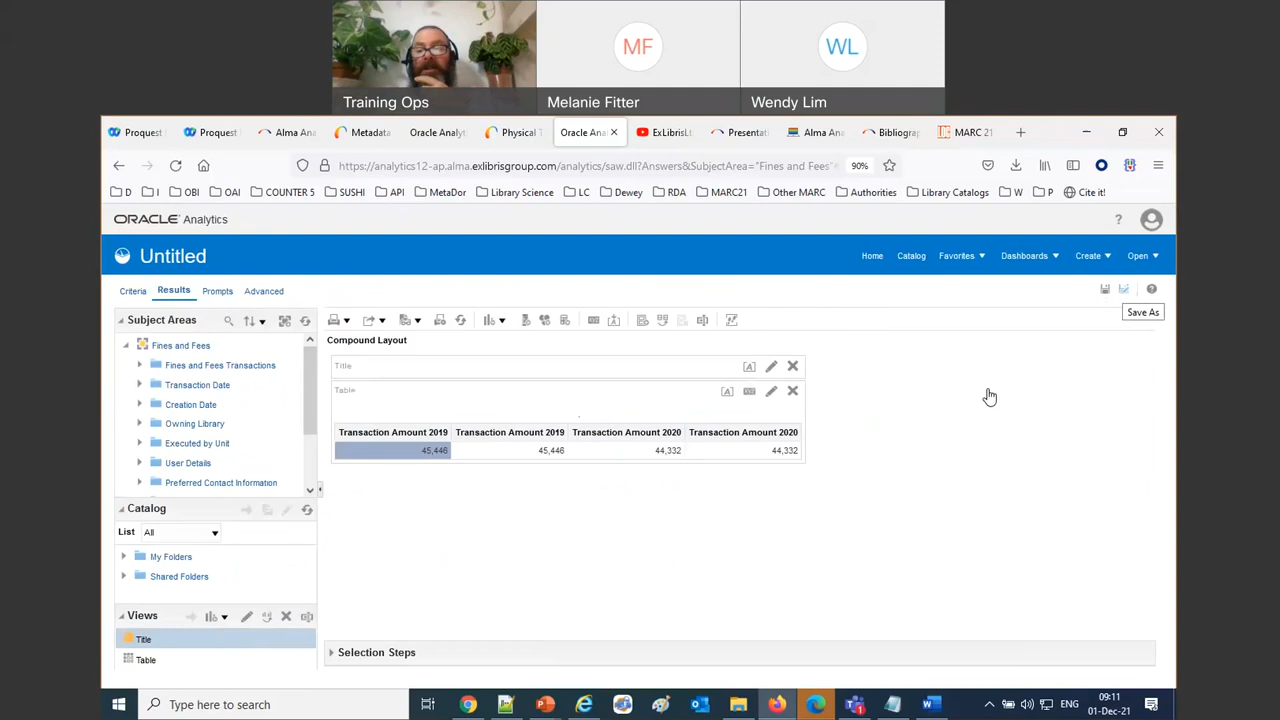 MF
WL
Training Ops
Melanie Fitter
Wendy Lim
Proquest
Proquest
Alma Ana
Metadata
Oracle Analyt
Physical T
Oracle Ana
ExLibrisLt
Presentati
Alma Ana
Bibliograp
MARC 21
https://analytics12-ap.alma.exlibrisgroup.com/analytics/saw.dll?Answers&SubjectArea="Fines and Fees"
90%
D
I
OBI
OAI
COUNTER 5
SUSHI
API
MetaDor
Library Science
LC
Dewey
RDA
MARC21
Other MARC
Authorities
Library Catalogs
W
P
Cite it!
ORACLE Analytics
Untitled
Home
Catalog
Favorites
Dashboards
Create
Open
Criteria
Results
Prompts
Advanced
Save As
Subject Areas
Fines and Fees
Fines and Fees Transactions
Transaction Date
Creation Date
Owning Library
Executed by Unit
User Details
Preferred Contact Information
Compound Layout
Title
Table
Transaction Amount 2019 Transaction Amount 2019 Transaction Amount 2020 Transaction Amount 2020
45,446 45,446 44,332 44,332
Catalog
List All
My Folders
Shared Folders
Views
Title
Table
Selection Steps
Type here to search
ENG
09:11
01-Dec-21